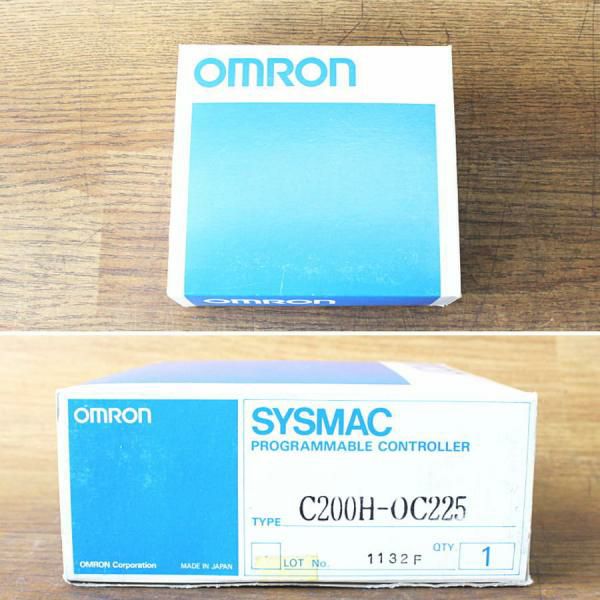 OMRON
OMRON
OMRON
SYSMAC
PROGRAMMABLE CONTROLLER
TYPE C200H-OC225
LOT No. 1132F QTY. 1
OMRON Corporation MADE IN JAPAN